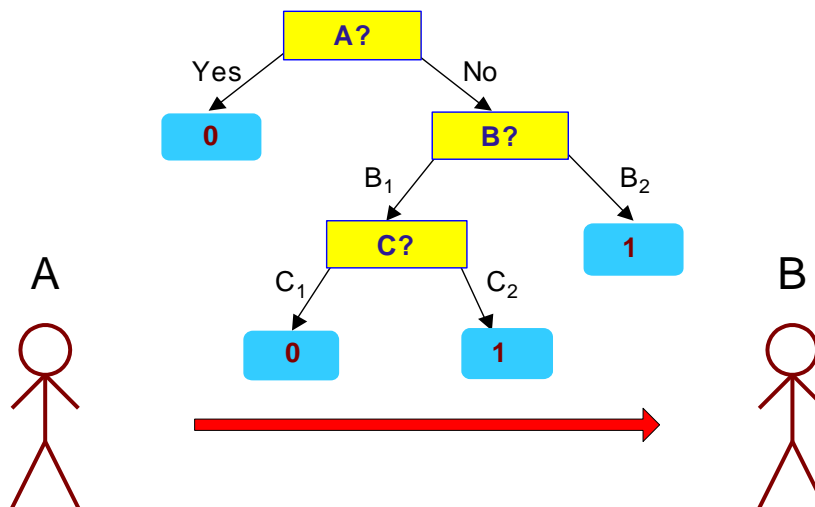 A?
Yes
No
0
B?
B₁
B₂
C?
1
A
B
C₁
C₂
0
1